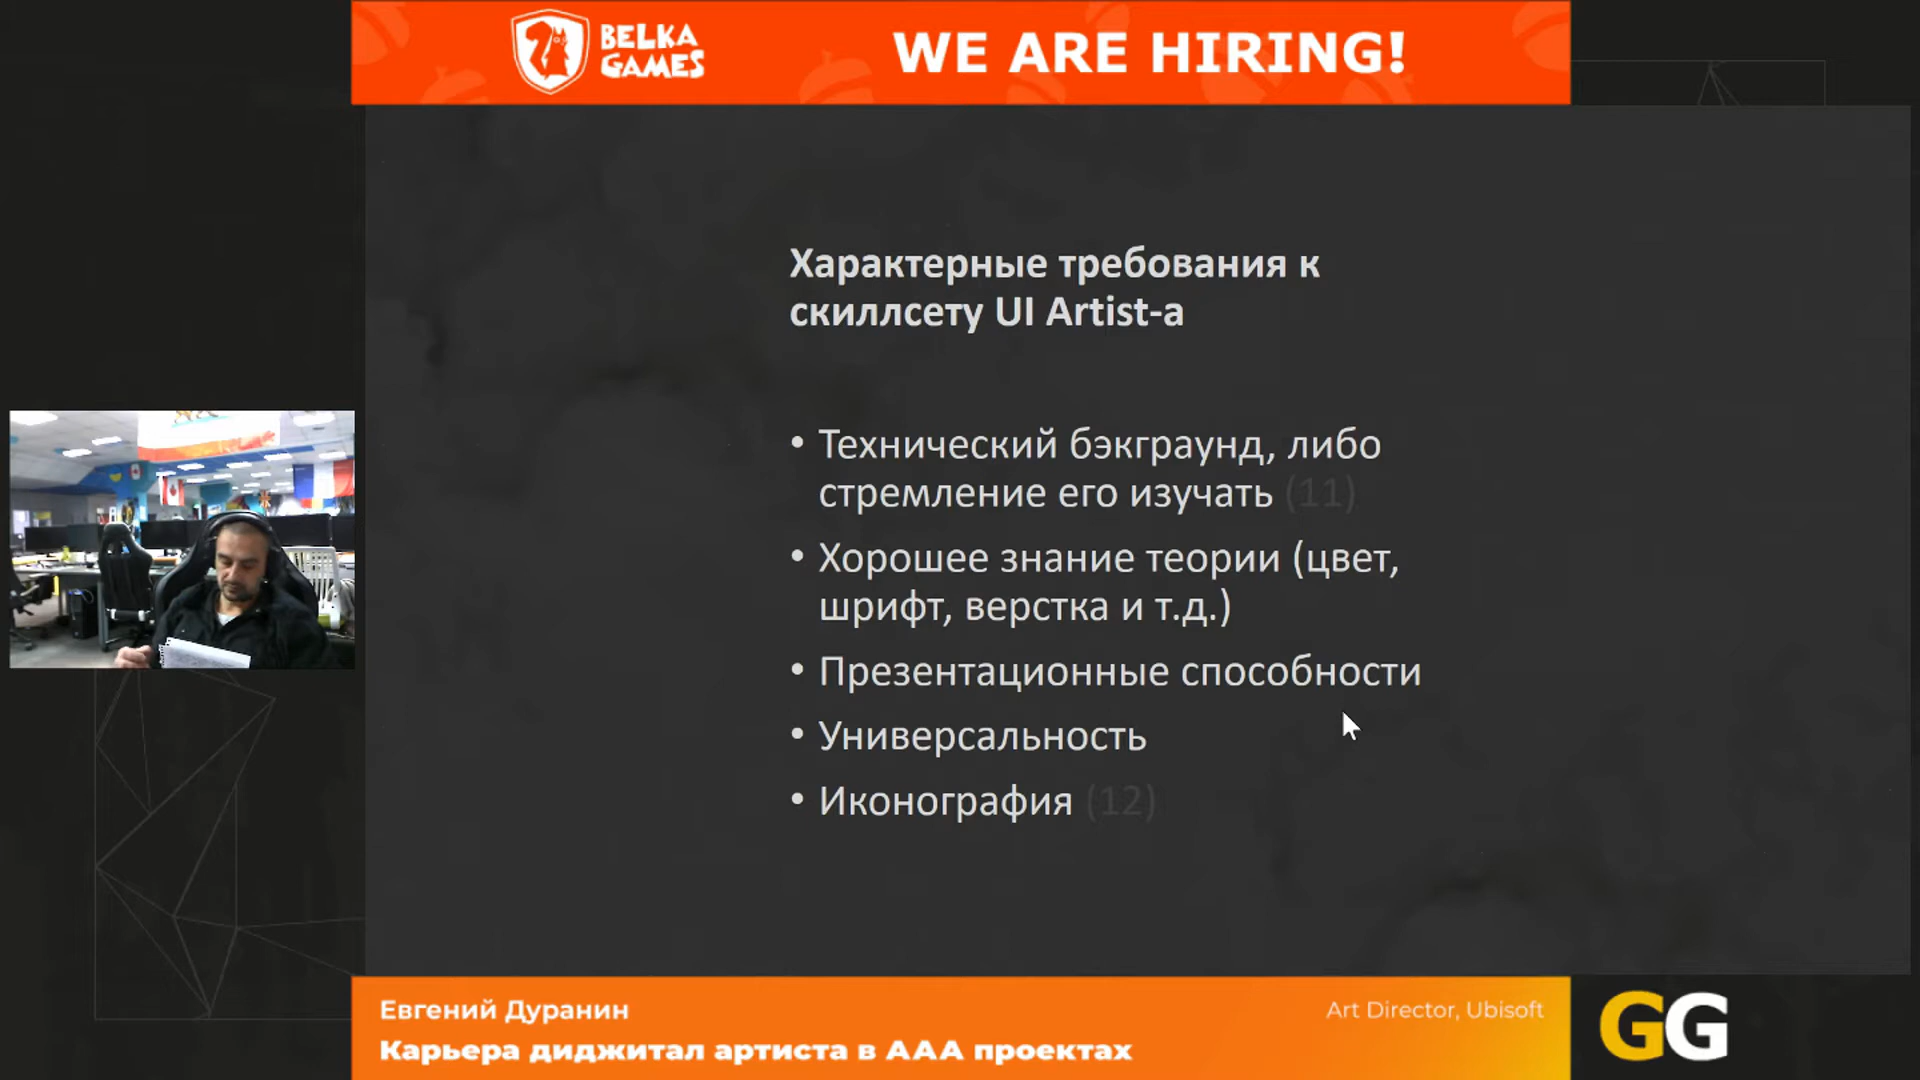 BELKA
GAMES
WE ARE HIRING!
Характерные требования к
скиллсету UI Artist-а
• Технический бэкграунд, либо
стремление его изучать (11)
• Хорошее знание теории (цвет,
шрифт, верстка и т.д.)
• Презентационные способности
• Универсальность
• Иконография (12)
Евгений Дуранин
Art Director, Ubisoft
Карьера диджитал артиста в ААА проектах
GG